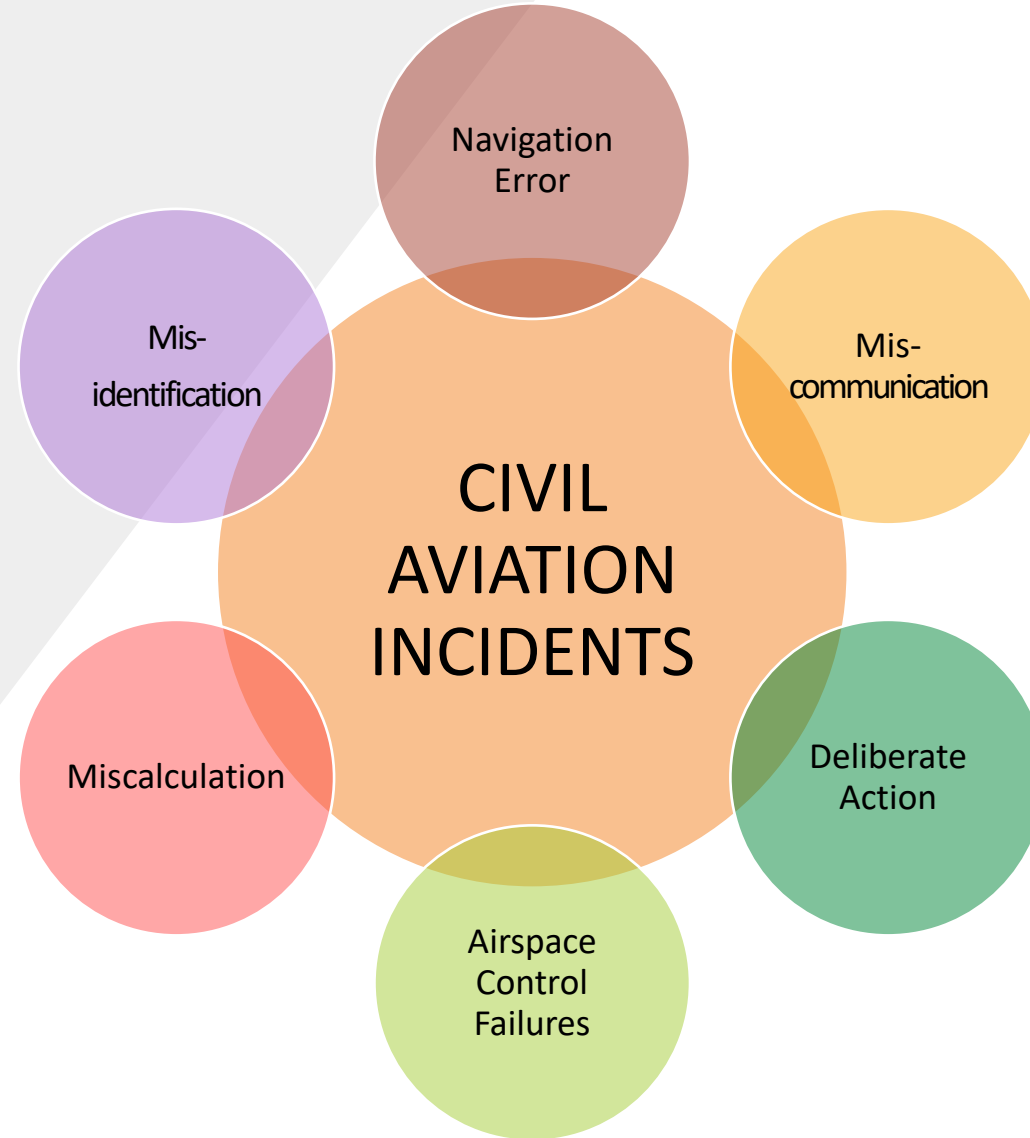 Navigation
Error
Mis-
communication
Deliberate
Action
Airspace
Control
Failures
Miscalculation
Mis-
identification
CIVIL
AVIATION
INCIDENTS